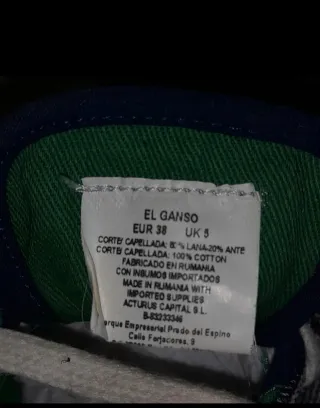 EL GANSO
EUR 38 UK 5
CORTE/ CAPELLADA: 80% LANA-20% ANTE
CORTE/ CAPELLADA: 100% COTTON
FABRICADO EN RUMANIA
CON INSUMOS IMPORTADOS
MADE IN RUMANIA WITH
IMPORTED SUPPLIES
ACTURUS CAPITAL S.L.
Parque Empresarial Prado del Espino
Calle Forjadores, 9